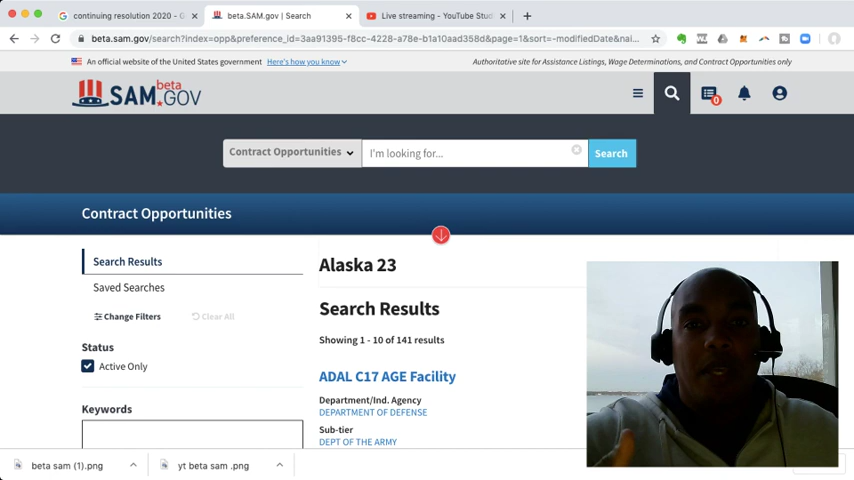 continuing resolution 2020 - G
beta.SAM.gov | Search
Live streaming - YouTube Stud
beta.sam.gov/search?index=opp&preference_id=3aa91395-f8cc-4228-a78e-b1a10aad358d&page=1&sort=-modifiedDate&nai...
An official website of the United States government Here's how you know
Authoritative site for Assistance Listings, Wage Determinations, and Contract Opportunities only
SAM.GOV beta
0
Contract Opportunities
I'm looking for...
Search
Contract Opportunities
Search Results
Saved Searches
Change Filters
Clear All
Status
Active Only
Keywords
Alaska 23
Search Results
Showing 1 - 10 of 141 results
ADAL C17 AGE Facility
Department/Ind. Agency
DEPARTMENT OF DEFENSE
Sub-tier
DEPT OF THE ARMY
beta sam (1).png
yt beta sam .png